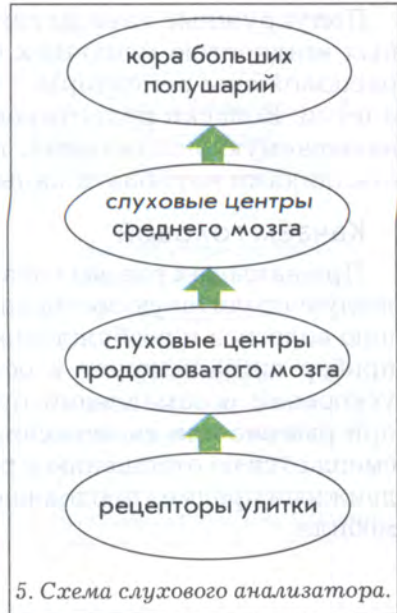 кора больших
полушарий
слуховые центры
среднего мозга
слуховые центры
продолговатого мозга
рецепторы улитки
5. Схема слухового анализатора.